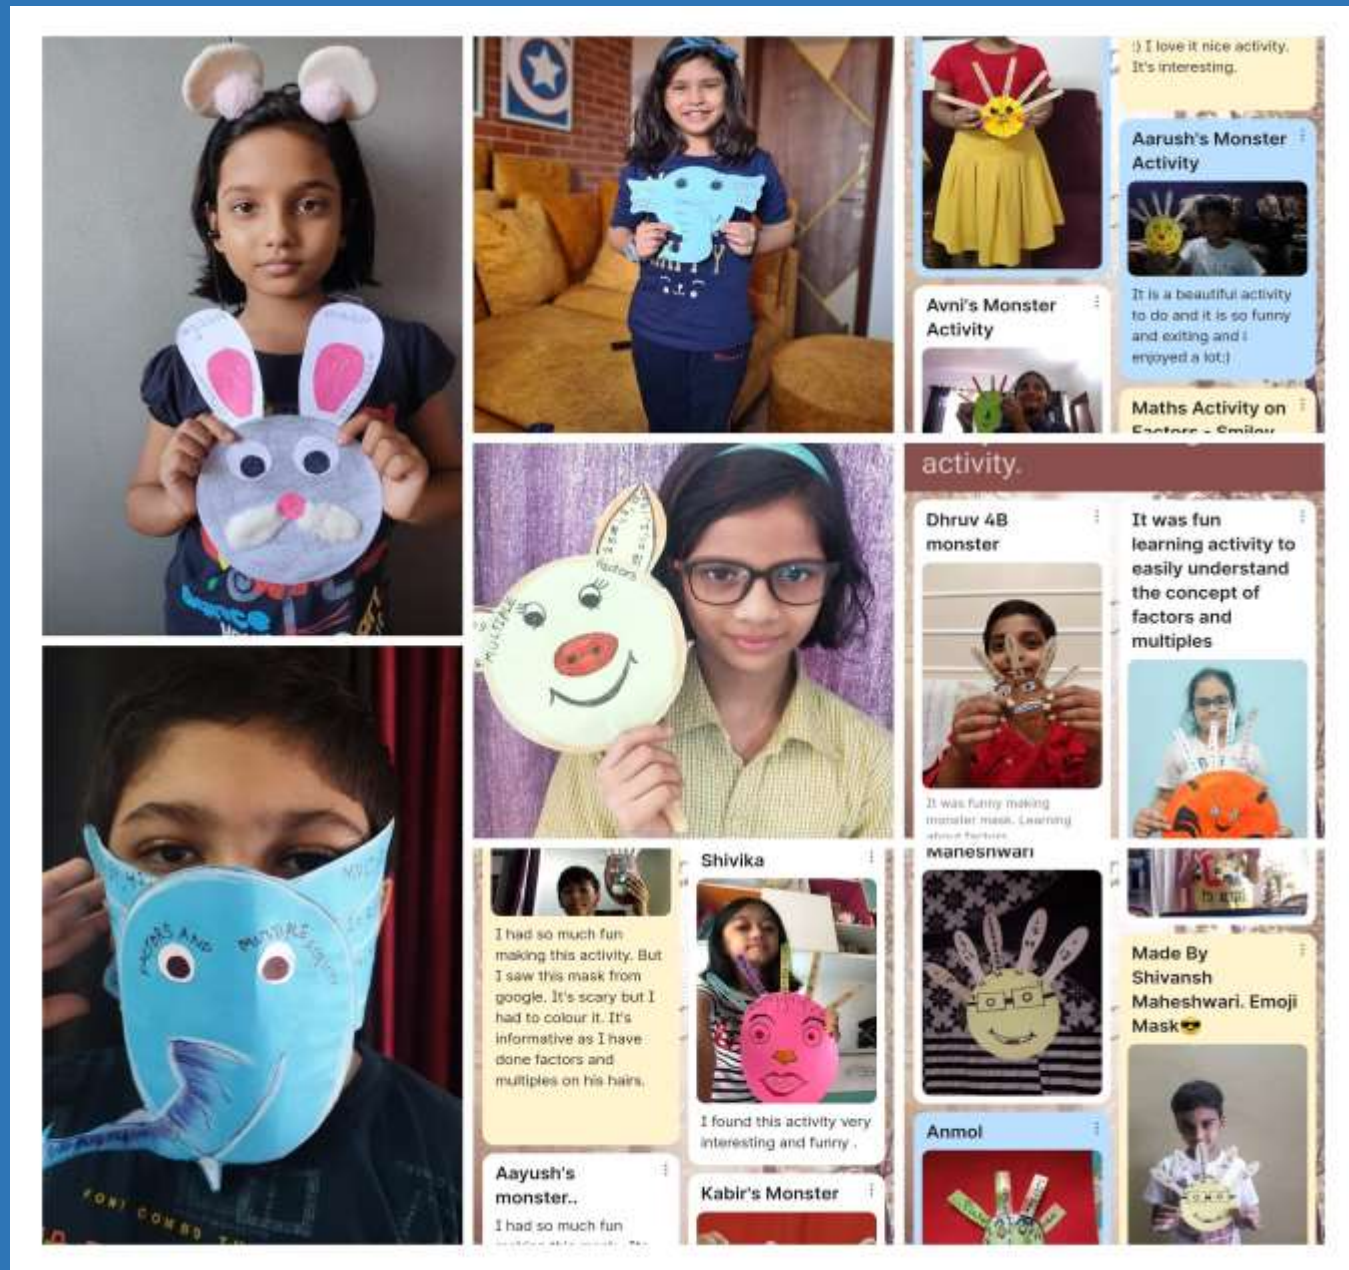 :) I love it nice activity.
It's interesting.
Aarush's Monster
Activity
It is a beautiful activity
to do and it is so funny
and exiting and i
enjoyed a lot:)
Avni's Monster
Activity
Maths Activity on
Factors - Smiley
factors
MULTIPLE
activity.
Dhruv 4B
monster
It was funny making
monster mask. Learning
about factors
It was fun
learning activity to
easily understand
the concept of
factors and
multiples
FACTORS AND
MULTIPLE
I had so much fun
making this activity. But
I saw this mask from
google. It's scary but I
had to colour it. It's
informative as I have
done factors and
multiples on his hairs.
Aayush's
monster..
I had so much fun
Shivika
I found this activity very
interesting and funny .
Kabir's Monster
Maheshwari
Anmol
Made By
Shivansh
Maheshwari. Emoji
Mask😎